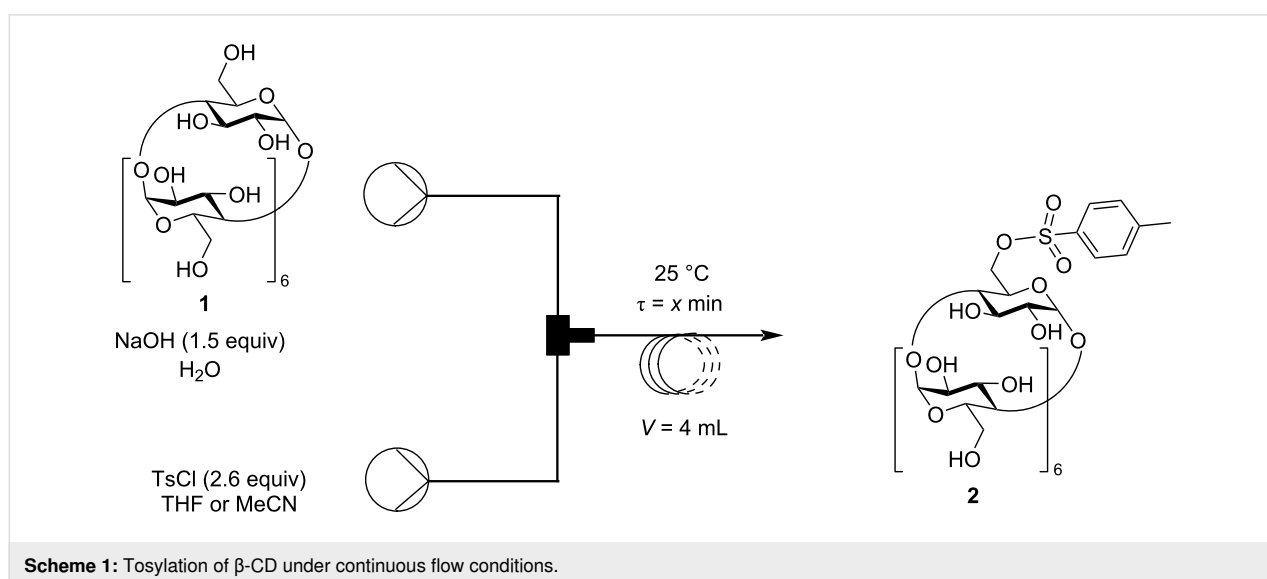 OH
O
HO
OH
O
O
OH
OH
O
HO
6
1
NaOH (1.5 equiv)
H₂O
TsCl (2.6 equiv)
THF or MeCN
25 °C
τ = x min
V = 4 mL
O
O
S
O
O
HO
OH
O
O
OH
OH
O
HO
6
2
Scheme 1: Tosylation of β-CD under continuous flow conditions.